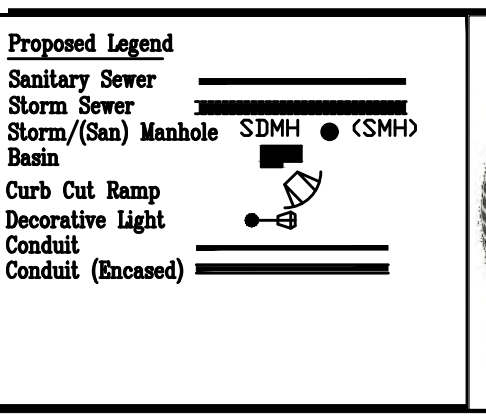 Proposed Legend
Sanitary Sewer
Storm Sewer
Storm/(San) Manhole SDMH (SMH)
Basin
Curb Cut Ramp
Decorative Light
Conduit
Conduit (Encased)